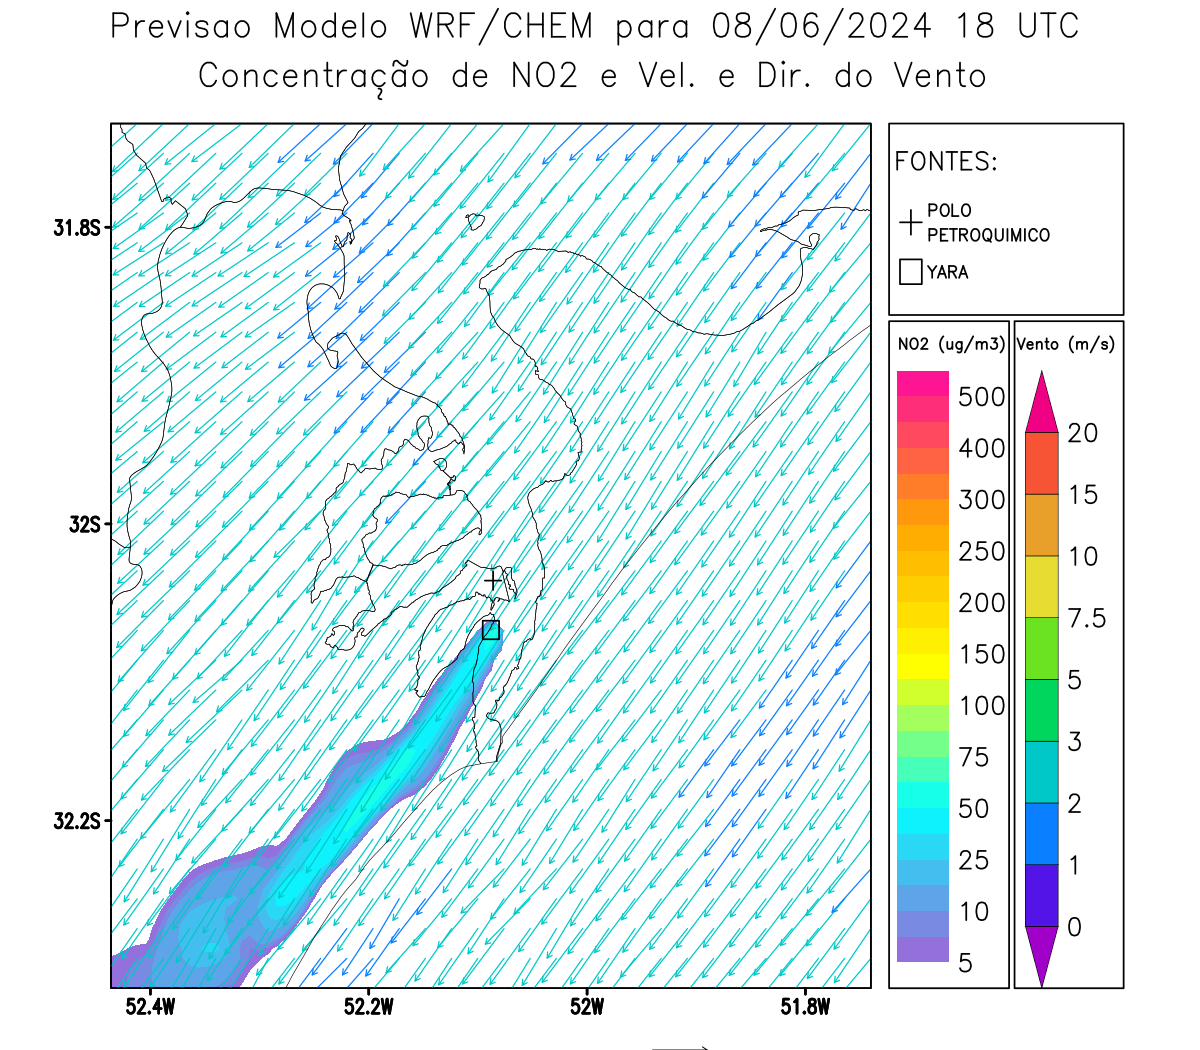 Previsao Modelo WRF/CHEM para 08/06/2024 18 UTC
Concentração de NO2 e Vel. e Dir. do Vento
FONTES:
POLO
PETROQUIMICO
YARA
NO2 (ug/m3)
500
400
300
250
200
150
100
75
50
25
10
5
Vento (m/s)
20
15
10
7.5
5
3
2
1
0
31.8S
32S
32.2S
52.4W
52.2W
52W
51.8W